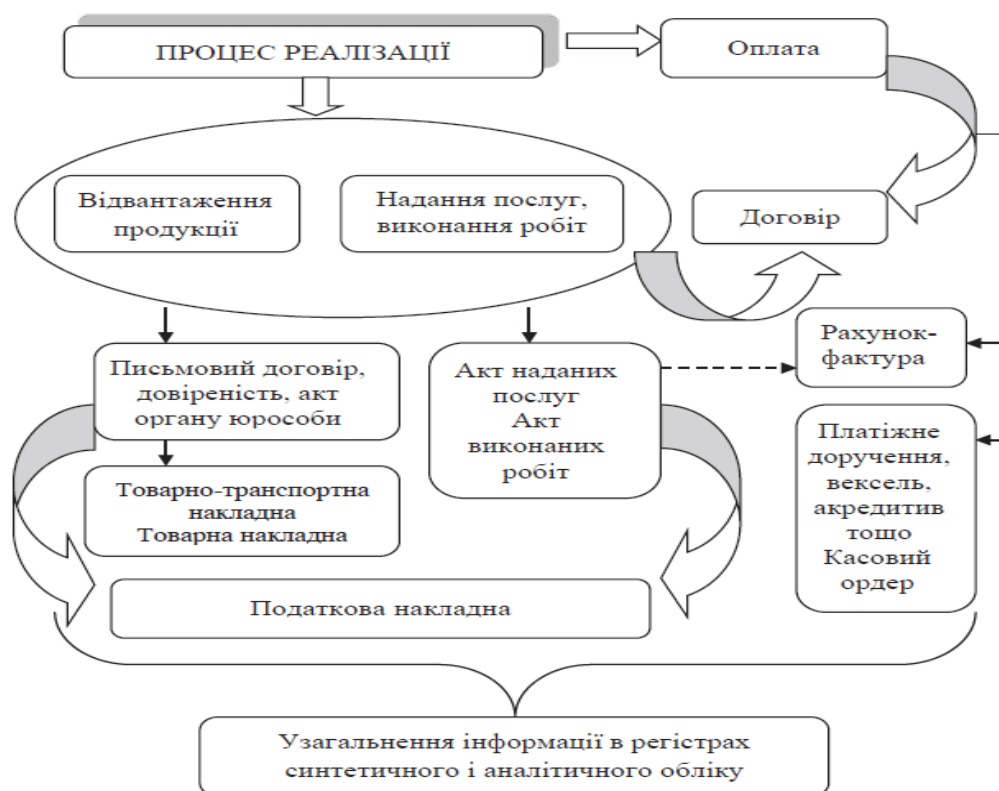 ПРОЦЕС РЕАЛІЗАЦІЇ
Оплата
Відвантаження
продукції
Надання послуг,
виконання робіт
Договір
Письмовий договір,
довіреність, акт
органу юрособи
Акт наданих
послуг
Акт
виконаних
робіт
Рахунок-
фактура
Товарно-транспортна
накладна
Товарна накладна
Платіжне
доручення,
вексель,
акредитив
тощо
Касовий
ордер
Податкова накладна
Узагальнення інформації в регістрах
синтетичного і аналітичного обліку